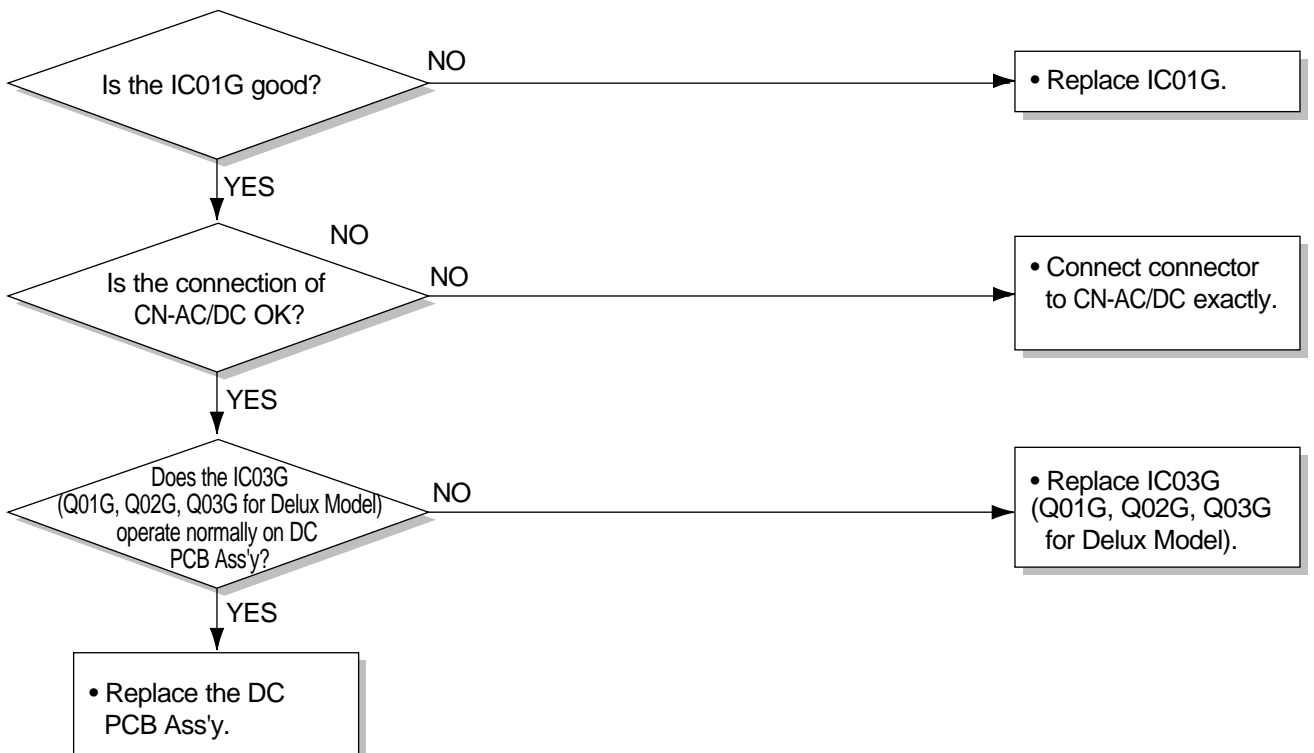 Is the IC01G good?
NO
• Replace IC01G.
YES
NO
Is the connection of
CN-AC/DC OK?
NO
• Connect connector
to CN-AC/DC exactly.
YES
Does the IC03G
(Q01G, Q02G, Q03G for Delux Model)
operate normally on DC
PCB Ass'y?
NO
• Replace IC03G
(Q01G, Q02G, Q03G
for Delux Model).
YES
• Replace the DC
PCB Ass'y.